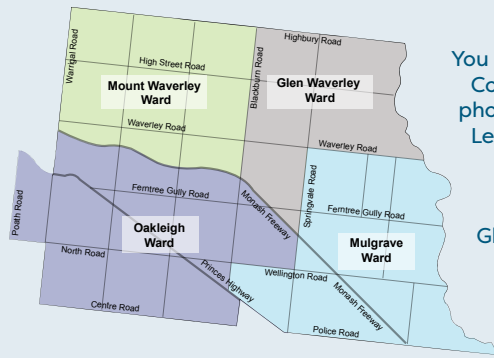 Highbury Road
Warrigal Road
High Street Road
Blackburn Road
Mount Waverley
Ward
Glen Waverley
Ward
Waverley Road
Waverley Road
Springvale Road
Ferntree Gully Road
Monash Freeway
Ferntree Gully Road
Poath Road
Oakleigh
Ward
Mulgrave
Ward
North Road
Princes Highway
Wellington Road
Monash Freeway
Centre Road
Police Road
You
Co
pho
Le